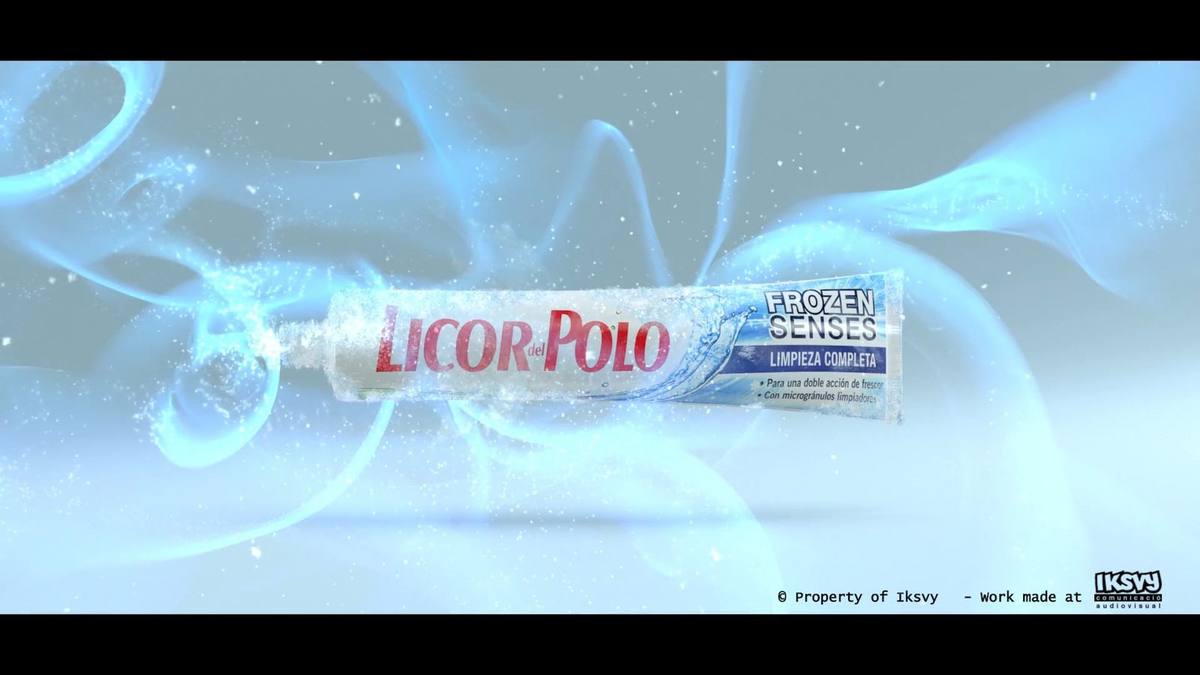 LICOR del POLO
FROZEN
SENSES
LIMPIEZA COMPLETA
• Para una doble acción de frescor
• Con microgránulos limpiadores
© Property of Iksvy - Work made at
IKSVY
comunicacio
audiovisual